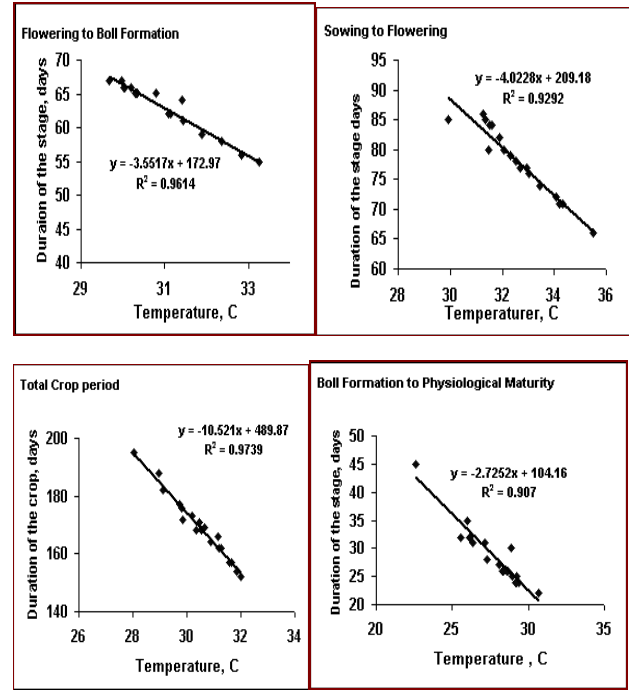 Flowering to Boll Formation
Duraion of the stage, days
70
65
60
55
50
45
40
y = -3.5517x + 172.97
R² = 0.9614
29 31 33
Temperature, C
Sowing to Flowering
Duration of the stage days
95
90
85
80
75
70
65
60
y = -4.0228x + 209.18
R² = 0.9292
28 30 32 34 36
Temperaturer, C
Total Crop period
Duration of the crop, days
200
180
160
140
y = -10.521x + 489.87
R² = 0.9739
26 28 30 32 34
Temperature, C
Boll Formation to Physiological Maturity
Duration of the stage, days
50
45
40
35
30
25
20
y = -2.7252x + 104.16
R² = 0.907
20 25 30 35
Temperature , C